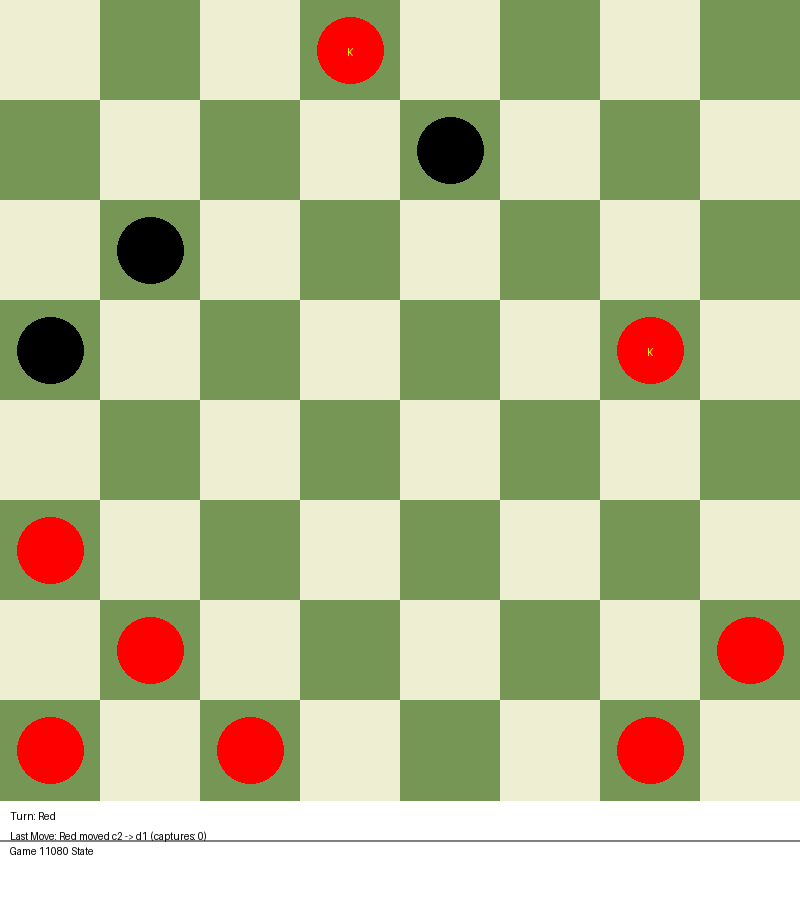 K
K
Turn: Red
Last Move: Red moved c2 -> d1 (captures: 0)
Game 11080 State